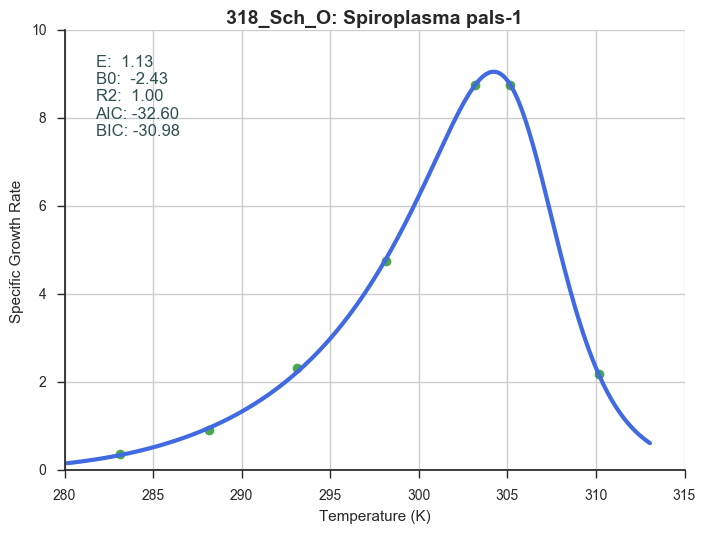 318_Sch_O: Spiroplasma pals-1
E:  1.13
B0:  -2.43
R2:  1.00
AIC: -32.60
BIC: -30.98
Specific Growth Rate
10
8
6
4
2
0
280 285 290 295 300 305 310 315
Temperature (K)